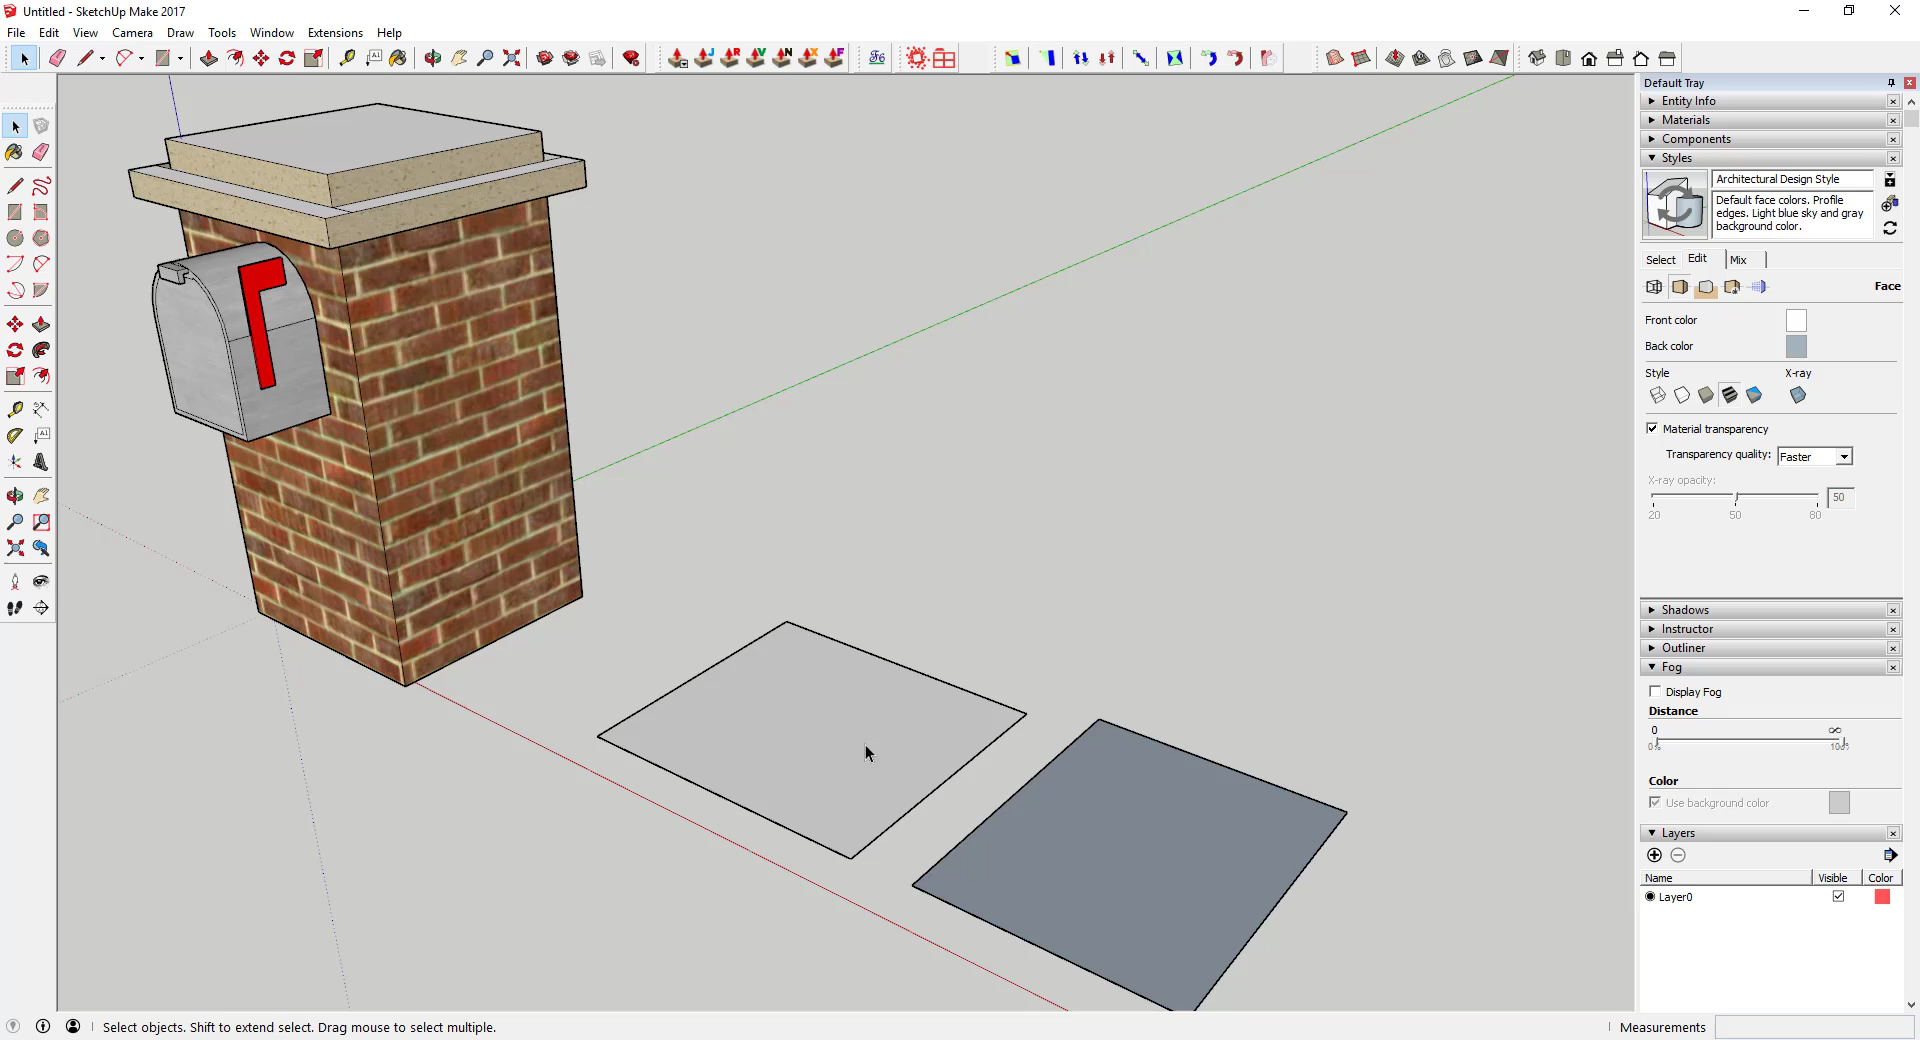 Untitled - SketchUp Make 2017
File Edit View Camera Draw Tools Window Extensions Help
J R V N X F
Default Tray
Entity Info
Materials
Components
Styles
Architectural Design Style
Default face colors. Profile
edges. Light blue sky and gray
background color.
Select Edit Mix
Face
Front color
Back color
Style X-ray
Material transparency
Transparency quality: Faster
X-ray opacity:
50
20 50 80
Shadows
Instructor
Outliner
Fog
Display Fog
Distance
0 ∞
0% 100%
Color
Use background color
Layers
Name Visible Color
Layer0
Select objects. Shift to extend select. Drag mouse to select multiple.
Measurements